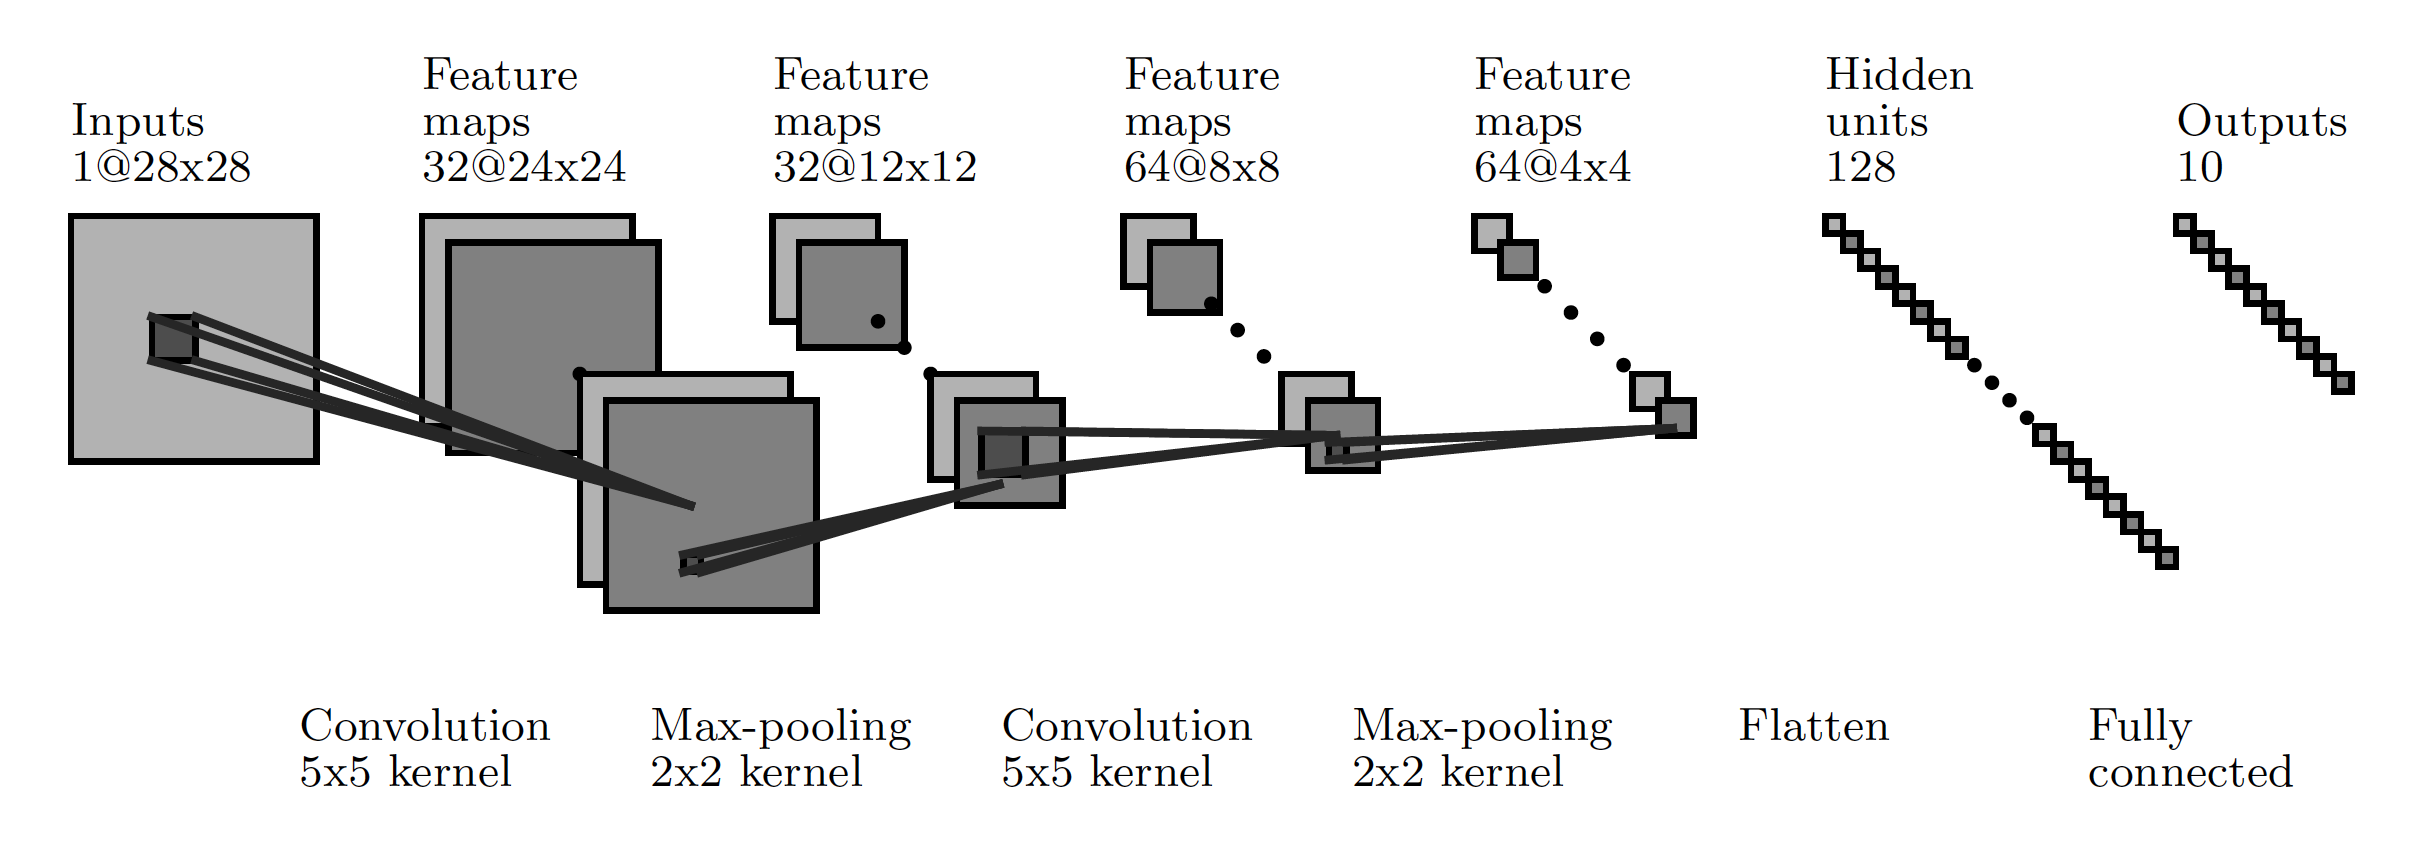 Inputs
1@28x28
Feature
maps
32@24x24
Feature
maps
32@12x12
Feature
maps
64@8x8
Feature
maps
64@4x4
Hidden
units
128
Outputs
10
Convolution
5x5 kernel
Max-pooling
2x2 kernel
Convolution
5x5 kernel
Max-pooling
2x2 kernel
Flatten
Fully
connected